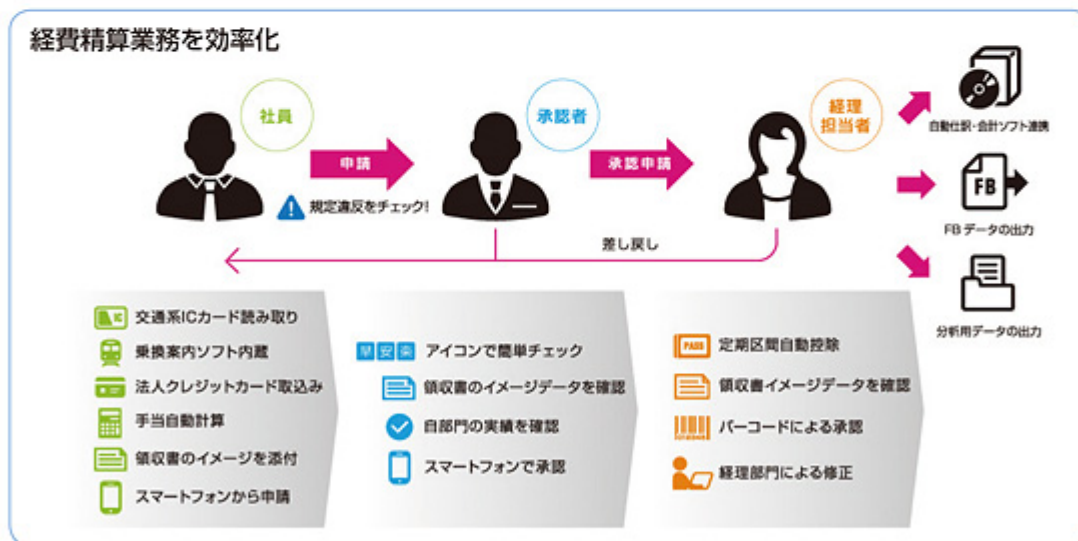 経費精算業務を効率化
社員
承認者
経理
担当者
申請
承認申請
規定違反をチェック!
差し戻し
自動仕訳・会計ソフト連携
FB
FBデータの出力
分析用データの出力
IC
交通系ICカード読み取り
乗換案内ソフト内蔵
法人クレジットカード取込み
手当自動計算
領収書のイメージを添付
スマートフォンから申請
早 安 楽 アイコンで簡単チェック
領収書のイメージデータを確認
自部門の実績を確認
スマートフォンで承認
PASS 定期区間自動控除
領収書イメージデータを確認
バーコードによる承認
経理部門による修正